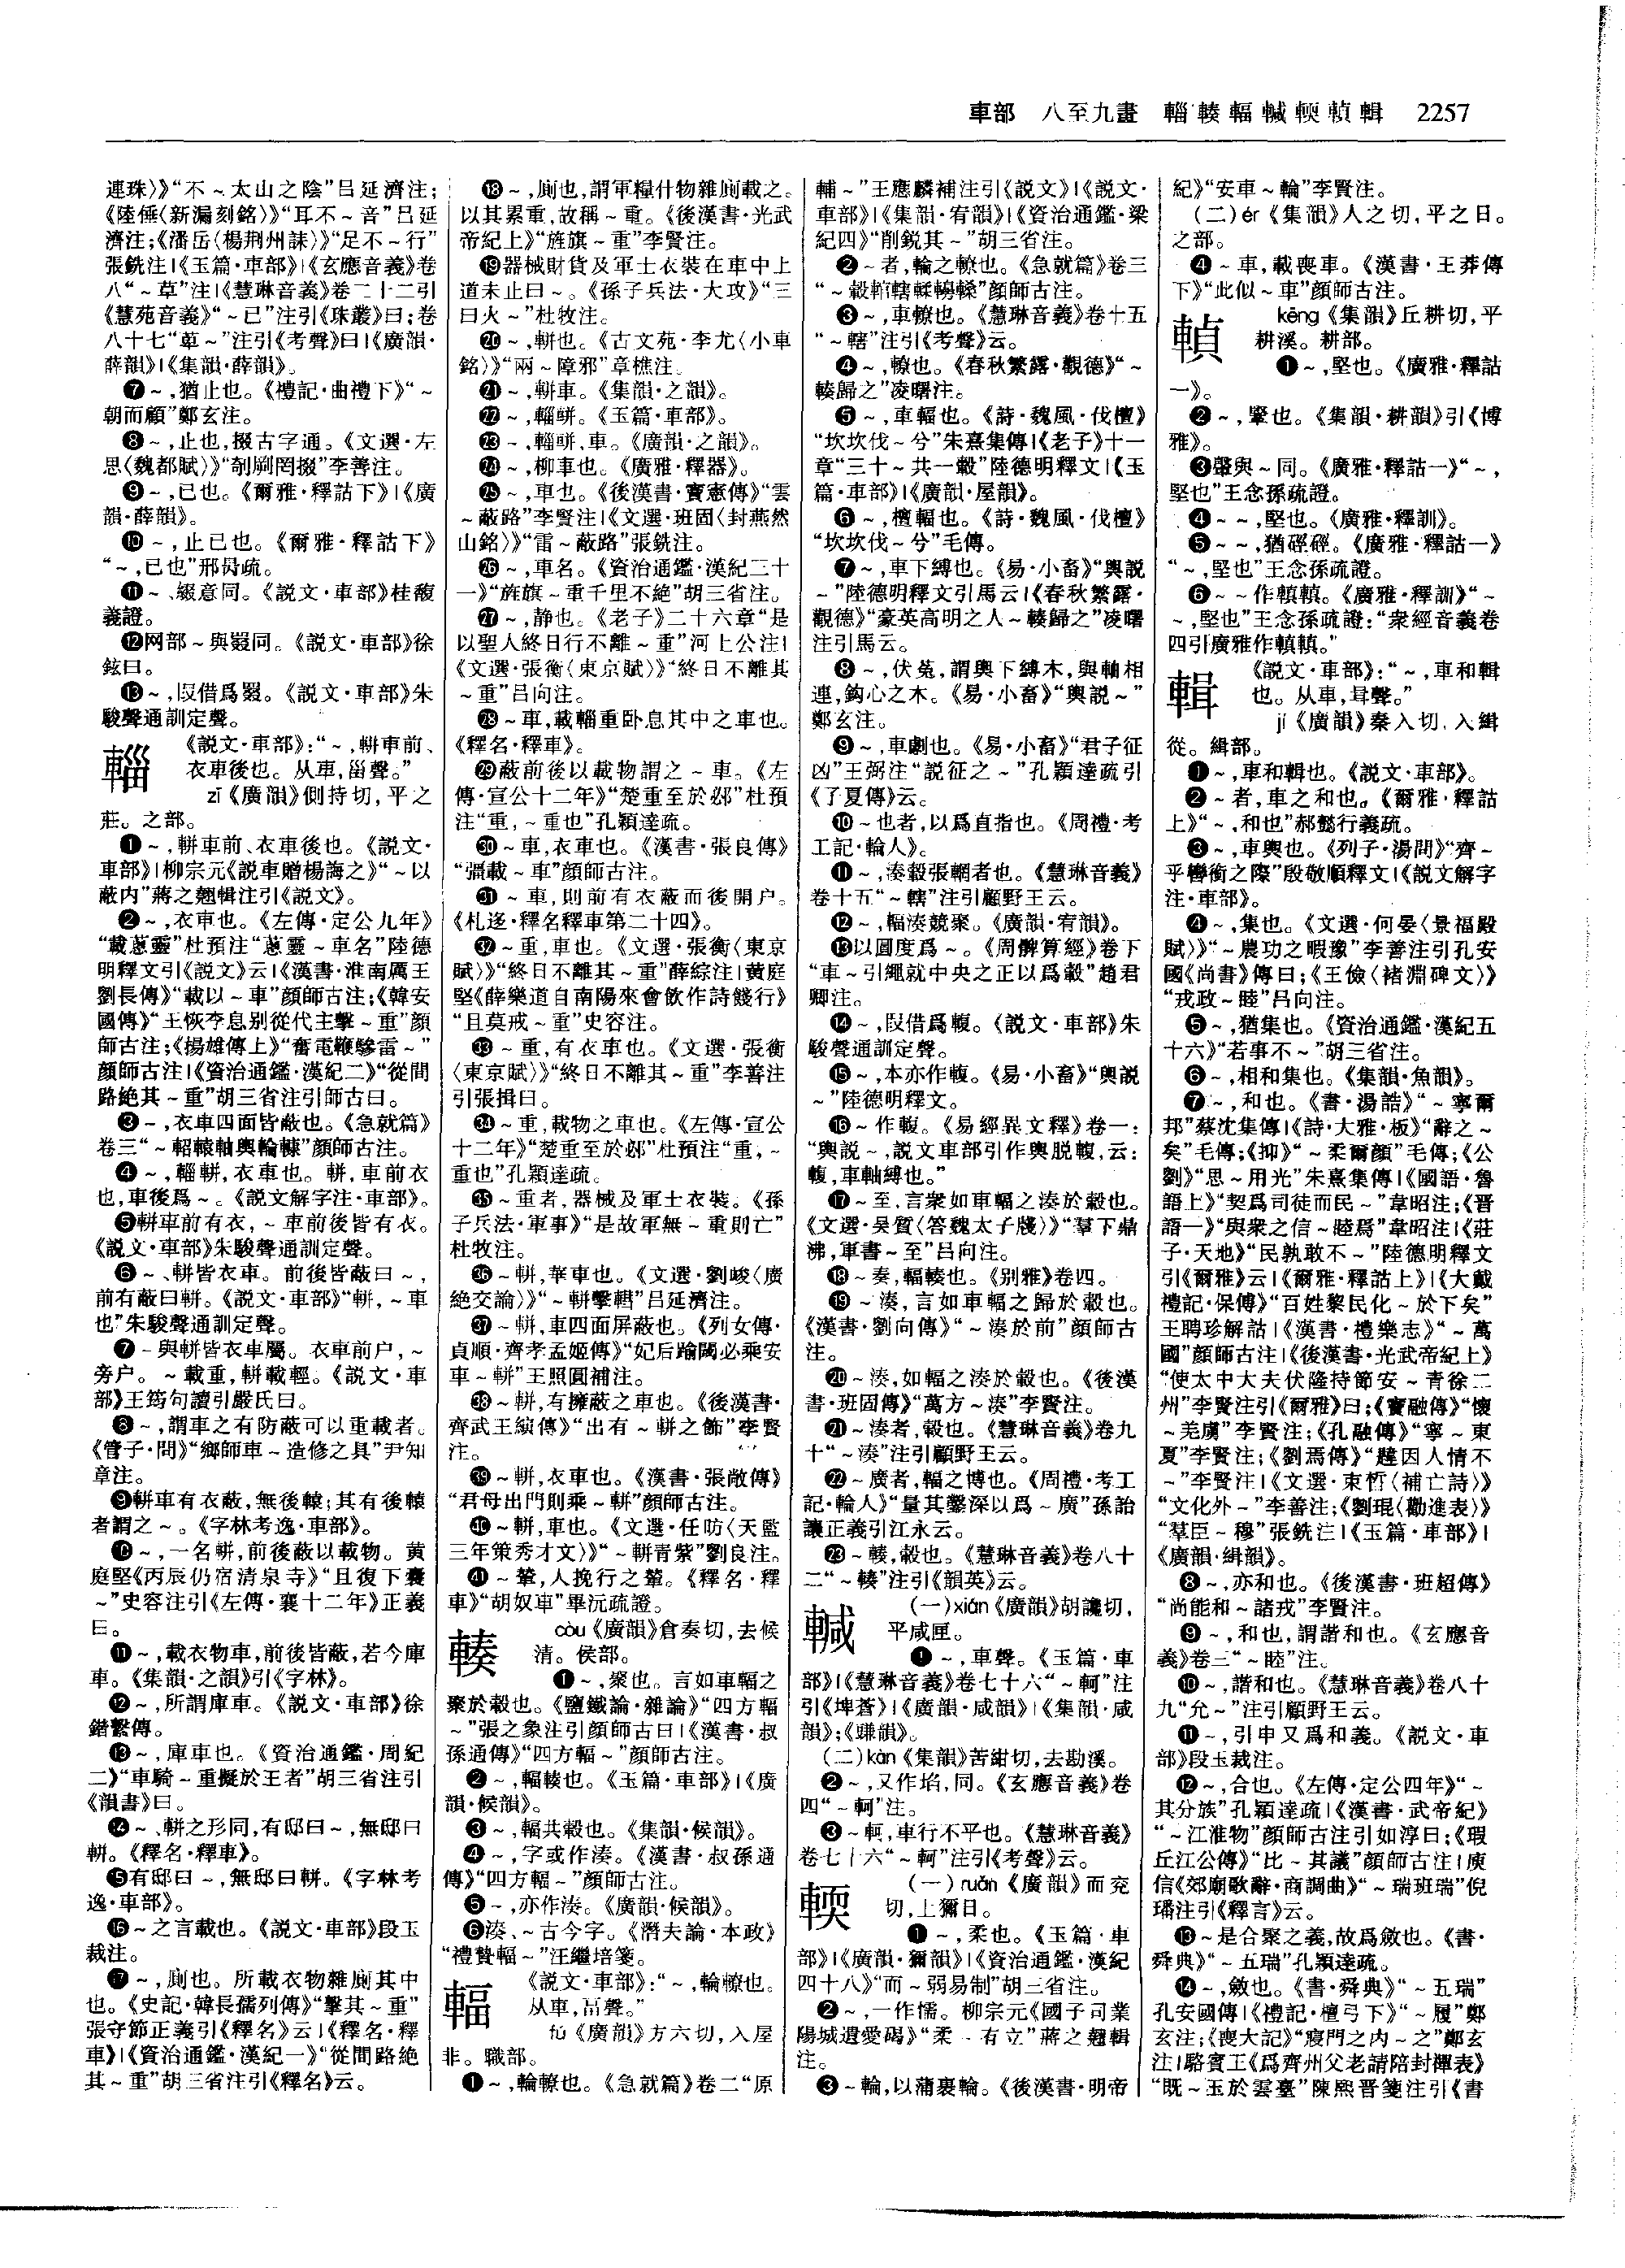 車部　八至九畫　輜輳輻䡨輭䡰輯　2257
連珠〉》“不～太山之陰”吕延濟注；
《陸倕〈新漏刻銘〉》“耳不～音”吕延
濟注；《潘岳〈楊荆州誄〉》“足不～行”
張銑注|《玉篇·車部》|《玄應音義》卷
八“～草”注|《慧琳音義》卷二十二引
《慧苑音義》“～已”注引《珠叢》曰；卷
八十七“萆～”注引《考聲》曰|《廣韻·
薛韻》|《集韻·薛韻》。
❼～，猶止也。《禮記·曲禮下》“～
朝而顧”鄭玄注。
❽～，止也，掇古字通。《文選·左
思〈魏都賦〉》“剞劂罔掇”李善注。
❾～，已也。《爾雅·釋詁下》|《廣
韻·薛韻》。
❿～，止已也。《爾雅·釋詁下》
“～，已也”邢昺疏。
⓫～、綴意同。《説文·車部》桂馥
義證。
⓬网部～與罬同。《説文·車部》徐
鉉曰。
⓭～，叚借爲罬。《説文·車部》朱
駿聲通訓定聲。
輜　《説文·車部》：“～，軿車前、
衣車後也。从車，甾聲。”
zī《廣韻》側持切，平之
莊。之部。
❶～，軿車前、衣車後也。《説文·
車部》|柳宗元《説車贈楊誨之》“～以
蔽内”蔣之翹輯注引《説文》。
❷～，衣車也。《左傳·定公九年》
“載蔥靈”杜預注“蔥靈～車名”陸德
明釋文引《説文》云|《漢書·淮南厲王
劉長傳》“載以～車”顔師古注；《韓安
國傳》“王恢李息别從代主擊～重”顔
師古注；《揚雄傳上》“奮電鞭驂雷～”
顔師古注|《資治通鑑·漢紀二》“從間
路絶其～重”胡三省注引師古曰。
❸～，衣車四面皆蔽也。《急就篇》
卷三“～軺轅軸輿輪𨍭”顔師古注。
❹～，輜軿，衣車也。軿，車前衣
也，車後爲～。《説文解字注·車部》。
❺軿車前有衣，～車前後皆有衣。
《説文·車部》朱駿聲通訓定聲。
❻～、軿皆衣車。前後皆蔽曰～，
前有蔽曰軿。《説文·車部》“軿，～車
也”朱駿聲通訓定聲。
❼～與軿皆衣車屬。衣車前户，～
旁户。～載重，軿載輕。《説文·車
部》王筠句讀引嚴氏曰。
❽～，謂車之有防蔽可以重載者。
《管子·問》“鄉師車～造修之具”尹知
章注。
❾軿車有衣蔽，無後轅；其有後轅
者謂之～。《字林考逸·車部》。
❿～，一名軿，前後蔽以載物。黄
庭堅《丙辰仍宿清泉寺》“且復下橐
～”史容注引《左傳·襄十二年》正義
曰。
⓫～，載衣物車，前後皆蔽，若今庫
車。《集韻·之韻》引《字林》。
⓬～，所謂庫車。《説文·車部》徐
鍇繫傳。
⓭～，庫車也。《資治通鑑·周紀
二》“車騎～重擬於王者”胡三省注引
《韻書》曰。
⓮～、軿之形同，有邸曰～，無邸曰
軿。《釋名·釋車》。
⓯有邸曰～，無邸曰軿。《字林考
逸·車部》。
⓰～之言載也。《説文·車部》段玉
裁注。
⓱～，厠也。所載衣物雜厠其中
也。《史記·韓長孺列傳》“擊其～重”
張守節正義引《釋名》云|《釋名·釋
車》|《資治通鑑·漢紀一》“從間路絶
其～重”胡三省注引《釋名》云。
⓲～，厠也，謂軍糧什物雜厠載之。
以其累重，故稱～重。《後漢書·光武
帝紀上》“旌旗～重”李賢注。
⓳器械財貨及軍士衣裝在車中上
道未止曰～。《孫子兵法·火攻》“三
曰火～”杜牧注。
⓴～，軿也。《古文苑·李尤〈小車
銘〉》“兩～障邪”章樵注。
㉑～，軿車。《集韻·之韻》。
㉒～，輜軿。《玉篇·車部》。
㉓～，輜軿，車。《廣韻·之韻》。
㉔～，柳車也。《廣雅·釋器》。
㉕～，車也。《後漢書·竇憲傳》“雲
～蔽路”李賢注|《文選·班固〈封燕然
山銘〉》“雷～蔽路”張銑注。
㉖～，車名。《資治通鑑·漢紀三十
一》“旌旗～重千里不絶”胡三省注。
㉗～，静也。《老子》二十六章“是
以聖人終日行不離～重”河上公注|
《文選·張衡〈東京賦〉》“終日不離其
～重”吕向注。
㉘～車，載輜重卧息其中之車也。
《釋名·釋車》。
㉙蔽前後以載物謂之～車。《左
傳·宣公十二年》“楚重至於邲”杜預
注“重，～重也”孔穎達疏。
㉚～車，衣車也。《漢書·張良傳》
“彊載～車”顔師古注。
㉛～車，則前有衣蔽而後開户。
《札迻·釋名釋車第二十四》。
㉜～重，車也。《文選·張衡〈東京
賦〉》“終日不離其～重”薛綜注|黄庭
堅《薛樂道自南陽來會飲作詩餞行》
“且莫戒～重”史容注。
㉝～重，有衣車也。《文選·張衡
〈東京賦〉》“終日不離其～重”李善注
引張揖曰。
㉞～重，載物之車也。《左傳·宣公
十二年》“楚重至於邲”杜預注“重，～
重也”孔穎達疏。
㉟～重者，器械及軍士衣裝。《孫
子兵法·軍事》“是故軍無～重則亡”
杜牧注。
㊱～軿，華車也。《文選·劉峻〈廣
絶交論〉》“～軿擊轊”吕延濟注。
㊲～軿，車四面屏蔽也。《列女傳·
貞順·齊孝孟姬傳》“妃后踰閾必乘安
車～軿”王照圓補注。
㊳～軿，有擁蔽之車也。《後漢書·
齊武王縯傳》“出有～軿之飾”李賢
注。
㊴～軿，衣車也。《漢書·張敞傳》
“君母出門則乘～軿”顔師古注。
㊵～軿，車也。《文選·任昉〈天監
三年策秀才文〉》“～軿青紫”劉良注。
㊶～輦，人挽行之輦。《釋名·釋
車》“胡奴車”畢沅疏證。
輳　còu《廣韻》倉奏切，去候
清。侯部。
❶～，聚也。言如車輻之
聚於轂也。《鹽鐵論·雜論》“四方輻
～”張之象注引顔師古曰|《漢書·叔
孫通傳》“四方輻～”顔師古注。
❷～，輻輳也。《玉篇·車部》|《廣
韻·候韻》。
❸～，輻共轂也。《集韻·候韻》。
❹～，字或作湊。《漢書·叔孫通
傳》“四方輻～”顔師古注。
❺～，亦作湊。《廣韻·候韻》。
❻湊、～古今字。《潛夫論·本政》
“禮贄輻～”汪繼培箋。
輻　《説文·車部》：“～，輪轑也。
从車，畐聲。”
fú《廣韻》方六切，入屋
非。職部。
❶～，輪轑也。《急就篇》卷二“原
輔～”王應麟補注引《説文》|《説文·
車部》|《集韻·宥韻》|《資治通鑑·梁
紀四》“削鋭其～”胡三省注。
❷～者，輪之轑也。《急就篇》卷三
“～轂輨轄輮𨎩𨍽”顔師古注。
❸～，車轑也。《慧琳音義》卷十五
“～轄”注引《考聲》云。
❹～，轑也。《春秋繁露·觀德》“～
輳歸之”凌曙注。
❺～，車輻也。《詩·魏風·伐檀》
“坎坎伐～兮”朱熹集傳|《老子》十一
章“三十～共一轂”陸德明釋文|《玉
篇·車部》|《廣韻·屋韻》。
❻～，檀輻也。《詩·魏風·伐檀》
“坎坎伐～兮”毛傳。
❼～，車下縛也。《易·小畜》“輿説
～”陸德明釋文引馬云|《春秋繁露·
觀德》“豪英高明之人～輳歸之”凌曙
注引馬云。
❽～，伏菟，謂輿下縛木，與軸相
連，鈎心之木。《易·小畜》“輿説～”
鄭玄注。
❾～，車劇也。《易·小畜》“君子征
凶”王弼注“説征之～”孔穎達疏引
《子夏傳》云。
❿～也者，以爲直指也。《周禮·考
工記·輪人》。
⓫～，湊轂張輞者也。《慧琳音義》
卷十五“～轄”注引顧野王云。
⓬～，輻湊競聚。《廣韻·宥韻》。
⓭以圓度爲～。《周髀算經》卷下
“車～引繩就中央之正以爲轂”趙君
卿注。
⓮～，叚借爲輹。《説文·車部》朱
駿聲通訓定聲。
⓯～，本亦作輹。《易·小畜》“輿説
～”陸德明釋文。
⓰～作輹。《易經異文釋》卷一：
“輿説～，説文車部引作輿脱輹，云：
輹，車軸縛也。”
⓱～至，言衆如車輻之湊於轂也。
《文選·吴質〈答魏太子牋〉》“羣下鼎
沸，軍書～至”吕向注。
⓲～奏，輻輳也。《别雅》卷四。
⓳～湊，言如車輻之歸於轂也。
《漢書·劉向傳》“～湊於前”顔師古
注。
⓴～湊，如輻之湊於轂也。《後漢
書·班固傳》“萬方～湊”李賢注。
㉑～湊者，轂也。《慧琳音義》卷九
十“～湊”注引顧野王云。
㉒～廣者，輻之博也。《周禮·考工
記·輪人》“量其鑿深以爲～廣”孫詒
讓正義引江永云。
㉓～輳，轂也。《慧琳音義》卷八十
二“～輳”注引《韻英》云。
䡨　（一）xián《廣韻》胡讒切，
平咸匣。
❶～，車聲。《玉篇·車
部》|《慧琳音義》卷七十六“～軻”注
引《埤蒼》|《廣韻·咸韻》|《集韻·咸
韻》；《賺韻》。
（二）kàn《集韻》苦紺切，去勘溪。
❷～，又作埳，同。《玄應音義》卷
四“～軻”注。
❸～軻，車行不平也。《慧琳音義》
卷七十六“～軻”注引《考聲》云。
輭　（一）ruǎn《廣韻》而兖
切，上獮日。
❶～，柔也。《玉篇·車
部》|《廣韻·獮韻》|《資治通鑑·漢紀
四十八》“而～弱易制”胡三省注。
❷～，一作懦。柳宗元《國子司業
陽城遺愛碣》“柔～有立”蔣之翹輯
注。
❸～輪，以蒲裹輪。《後漢書·明帝
紀》“安車～輪”李賢注。
（二）ér《集韻》人之切，平之日。
之部。
❹～車，載喪車。《漢書·王莽傳
下》“此似～車”顔師古注。
䡰　kēng《集韻》丘耕切，平
耕溪。耕部。
❶～，堅也。《廣雅·釋詁
一》。
❷～，鞏也。《集韻·耕韻》引《博
雅》。
❸聲與～同。《廣雅·釋詁一》“～，
堅也”王念孫疏證。
❹～～，堅也。《廣雅·釋訓》。
❺～～，猶硜硜。《廣雅·釋詁一》
“～，堅也”王念孫疏證。
❻～～作䡰䡰。《廣雅·釋訓》“～
～，堅也”王念孫疏證：“衆經音義卷
四引廣雅作䡰䡰。”
輯　《説文·車部》：“～，車和輯
也。从車，咠聲。”
jí《廣韻》秦入切，入緝
從。緝部。
❶～，車和輯也。《説文·車部》。
❷～者，車之和也。《爾雅·釋詁
上》“～，和也”郝懿行義疏。
❸～，車輿也。《列子·湯問》“齊～
乎轡銜之際”殷敬順釋文|《説文解字
注·車部》。
❹～，集也。《文選·何晏〈景福殿
賦〉》“～農功之暇豫”李善注引孔安
國《尚書》傳曰；《王儉〈褚淵碑文〉》
“戎政～睦”吕向注。
❺～，猶集也。《資治通鑑·漢紀五
十六》“若事不～”胡三省注。
❻～，相和集也。《集韻·魚韻》。
❼～，和也。《書·湯誥》“～寧爾
邦”蔡沈集傳|《詩·大雅·板》“辭之～
矣”毛傳；《抑》“～柔爾顔”毛傳；《公
劉》“思～用光”朱熹集傳|《國語·魯
語上》“契爲司徒而民～”韋昭注；《晋
語一》“與衆之信～睦焉”韋昭注|《莊
子·天地》“民孰敢不～”陸德明釋文
引《爾雅》云|《爾雅·釋詁上》|《大戴
禮記·保傅》“百姓黎民化～於下矣”
王聘珍解詁|《漢書·禮樂志》“～萬
國”顔師古注|《後漢書·光武帝紀上》
“使太中大夫伏隆持節安～青徐二
州”李賢注引《爾雅》曰；《竇融傳》“懷
～羌虜”李賢注；《孔融傳》“寧～東
夏”李賢注；《劉焉傳》“韙因人情不
～”李賢注|《文選·束晳〈補亡詩〉》
“文化外～”李善注；《劉琨〈勸進表〉》
“羣臣～穆”張銑注|《玉篇·車部》|
《廣韻·緝韻》。
❽～，亦和也。《後漢書·班超傳》
“尚能和～諸戎”李賢注。
❾～，和也，謂諧和也。《玄應音
義》卷三“～睦”注。
❿～，諧和也。《慧琳音義》卷八十
九“允～”注引顧野王云。
⓫～，引申又爲和義。《説文·車
部》段玉裁注。
⓬～，合也。《左傳·定公四年》“～
其分族”孔穎達疏|《漢書·武帝紀》
“～江淮物”顔師古注引如淳曰；《瑕
丘江公傳》“比～其議”顔師古注|庾
信《郊廟歌辭·商調曲》“～瑞班瑞”倪
璠注引《釋言》云。
⓭～是合聚之義，故爲斂也。《書·
舜典》“～五瑞”孔穎達疏。
⓮～，斂也。《書·舜典》“～五瑞”
孔安國傳|《禮記·檀弓下》“～屨”鄭
玄注；《喪大記》“寢門之内～之”鄭玄
注|駱賓王《爲齊州父老請陪封禪表》
“既～玉於雲臺”陳熙晋箋注引《書